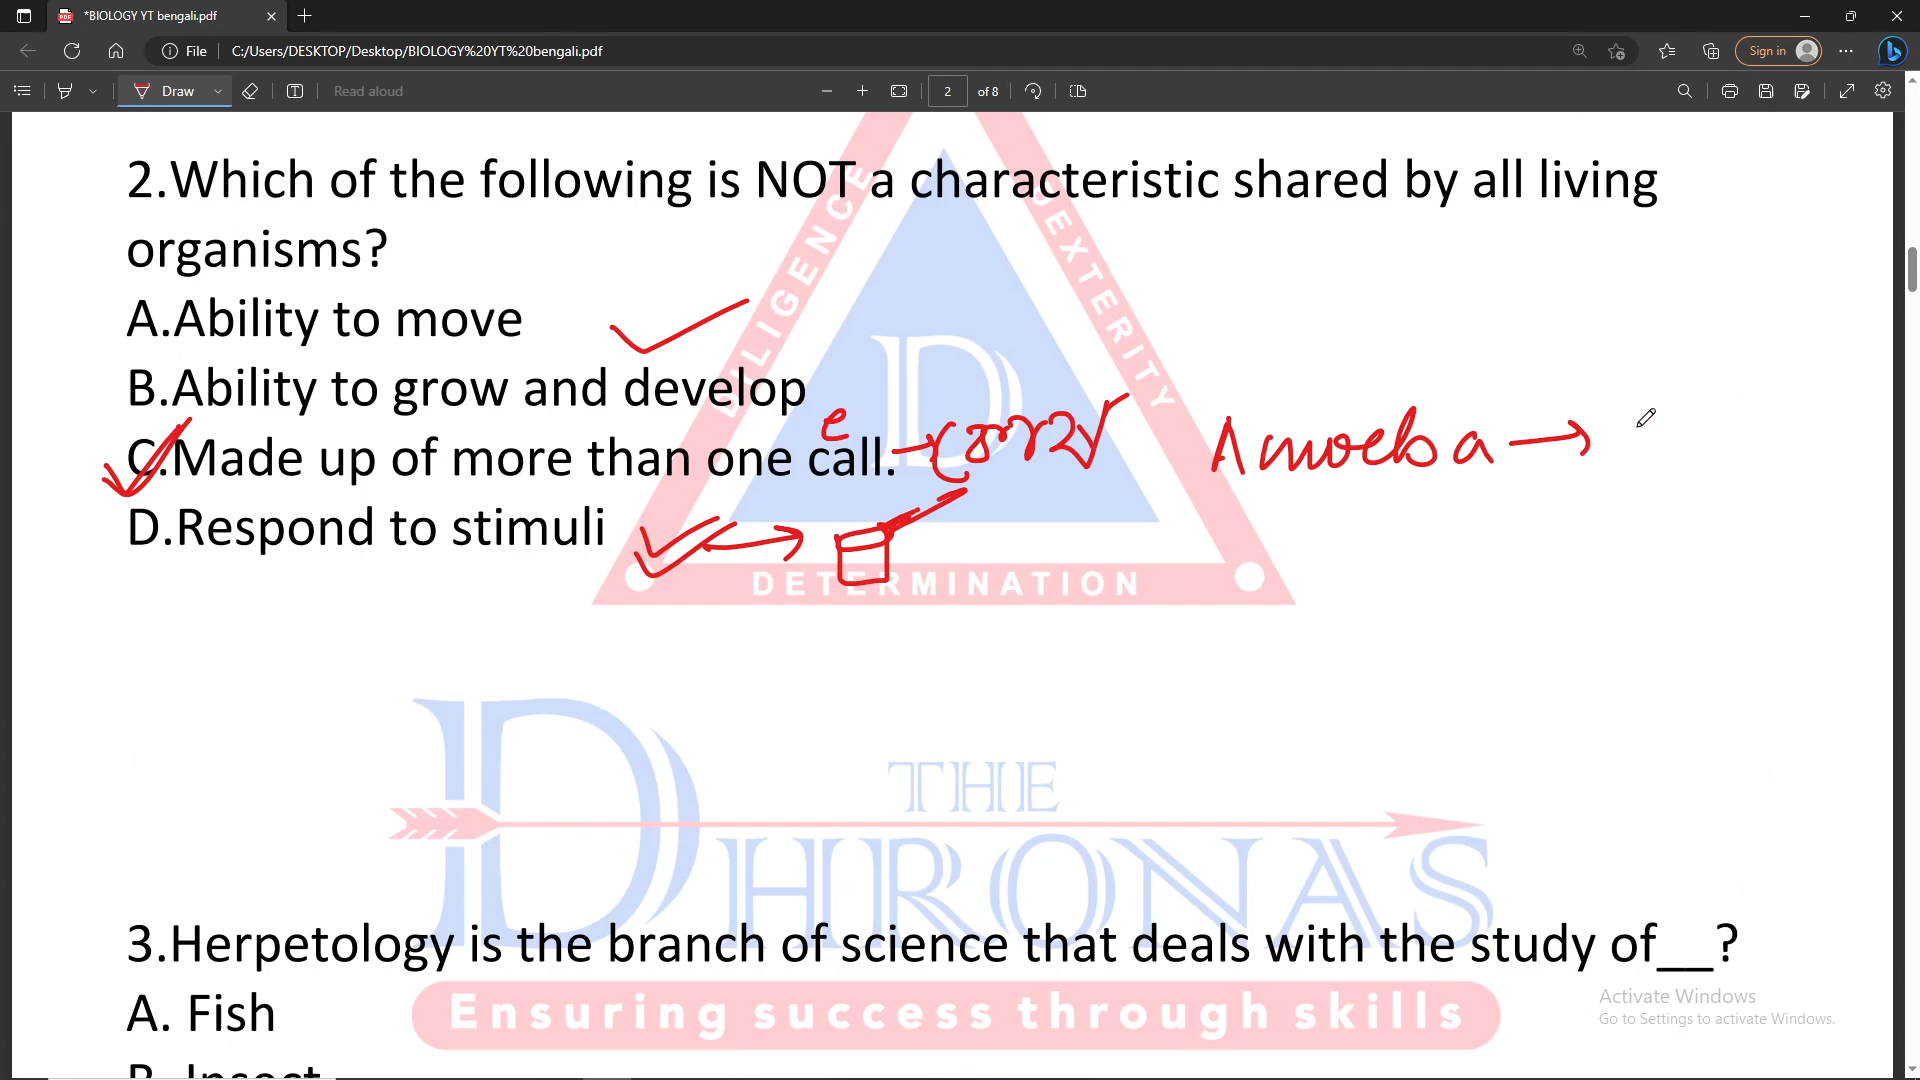 *BIOLOGY YT bengali.pdf
File
C:/Users/DESKTOP/Desktop/BIOLOGY%20YT%20bengali.pdf
Sign in
Draw
Read aloud
2
of 8
2.Which of the following is NOT a characteristic shared by all living
organisms?
A.Ability to move
B.Ability to grow and develop
e
C.Made up of more than one call.
Amoeba →
D.Respond to stimuli
DILIGENCE
DEXTERITY
D
DETERMINATION
THE
DHRONAS
3.Herpetology is the branch of science that deals with the study of__?
Ensuring success through skills
A. Fish
B. Insect
Activate Windows
Go to Settings to activate Windows.